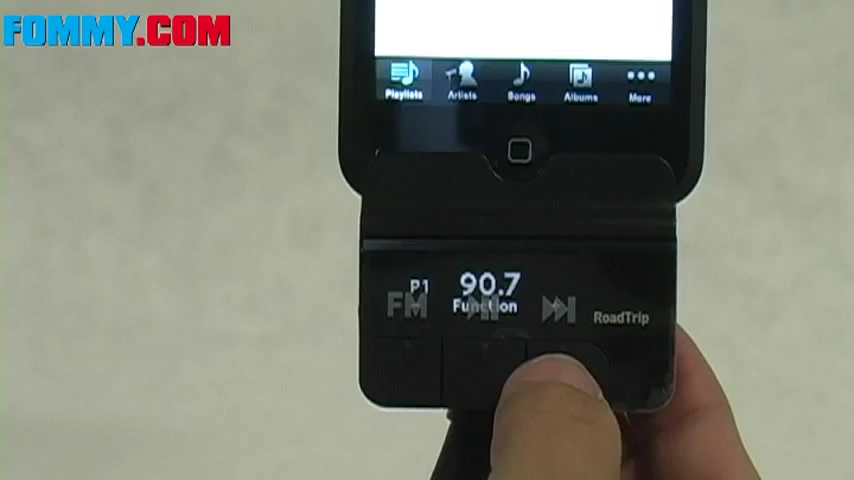 FOMMY.COM
Playlists Artists Songs Albums More
P1 90.7
Function
FM RoadTrip